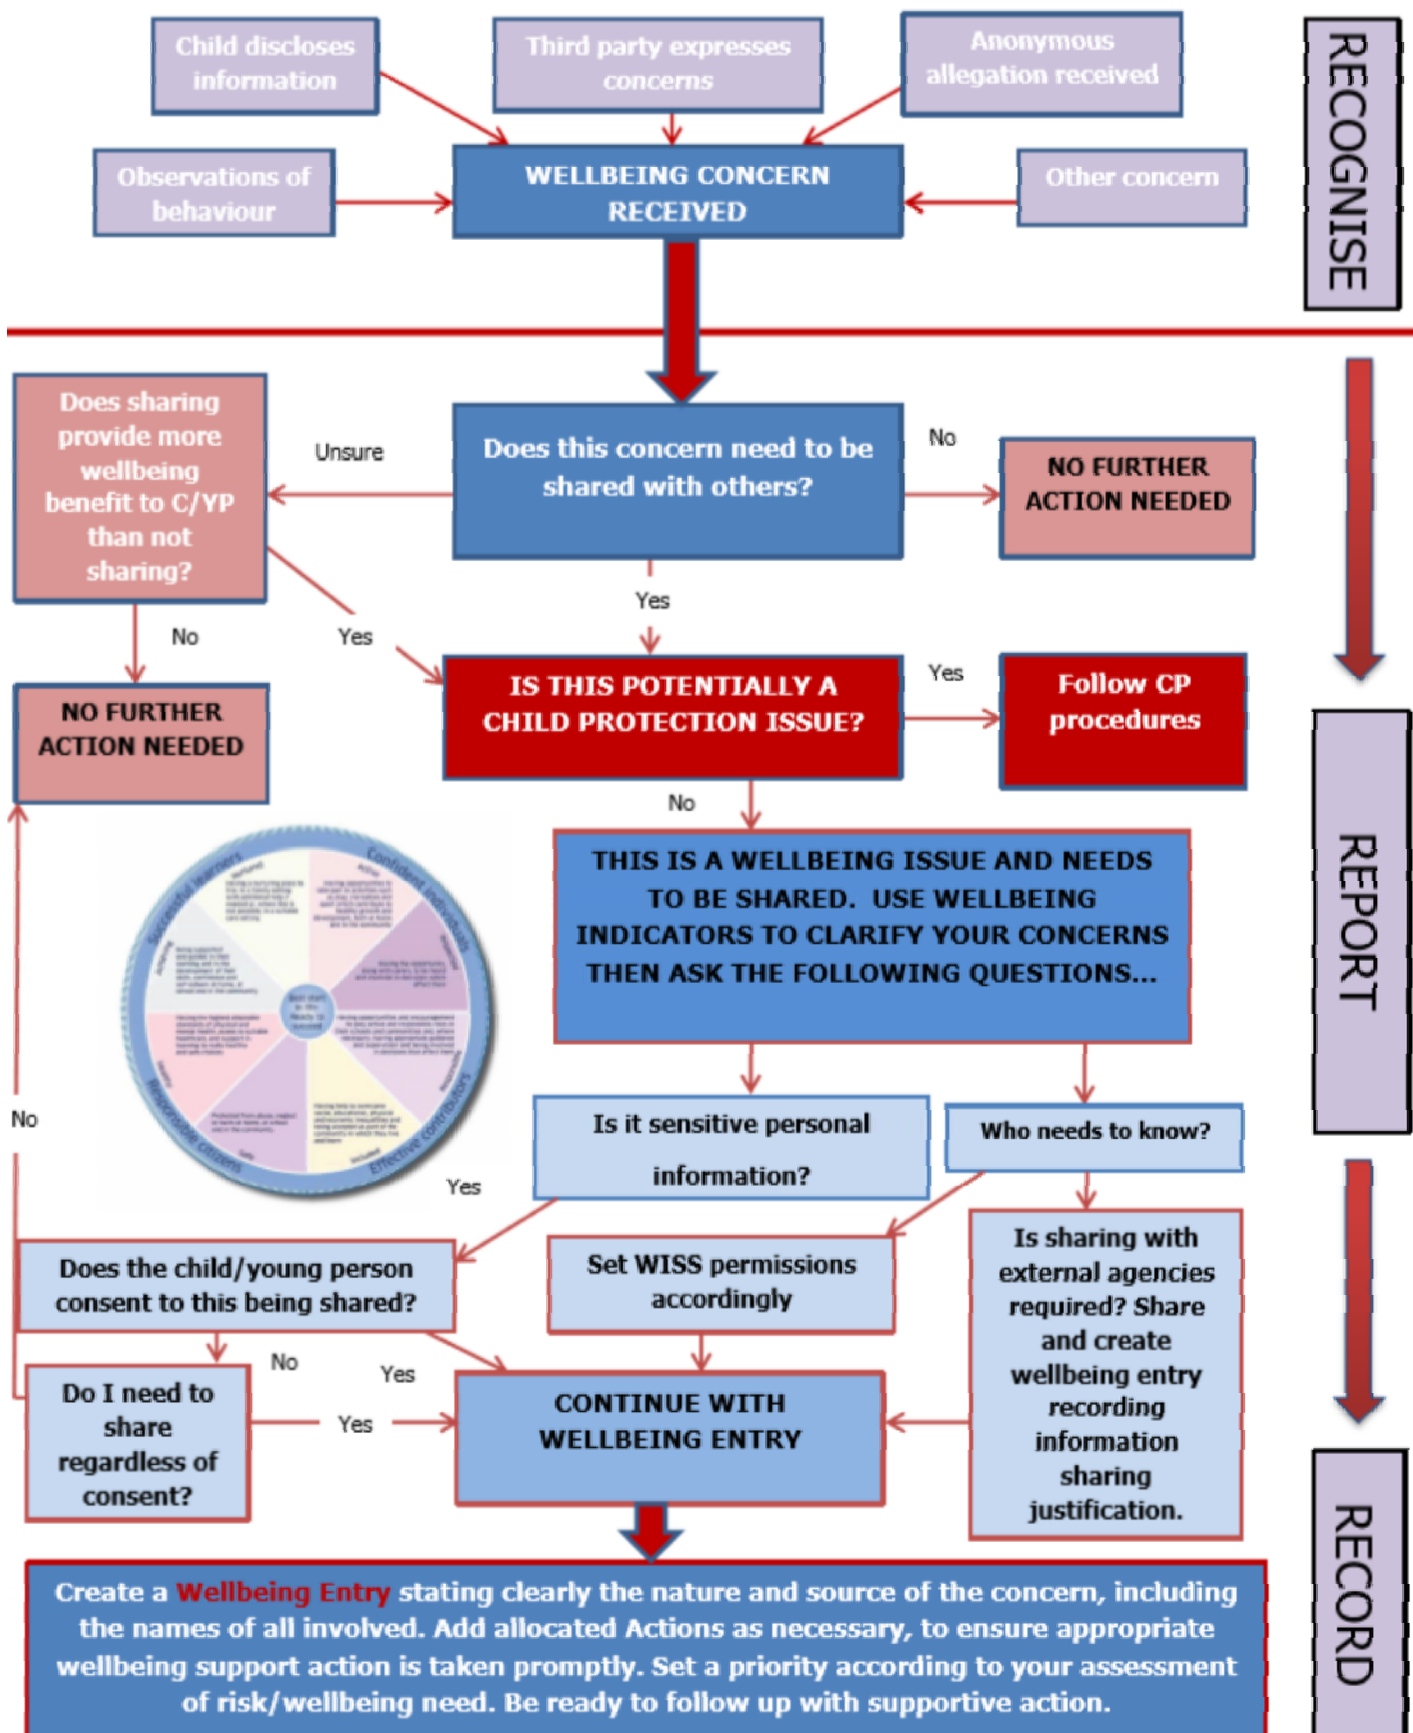 Child discloses
information
Third party expresses
concerns
Anonymous
allegation received
RECOGNISE
Observations of
behaviour
WELLBEING CONCERN
RECEIVED
Other concern
Does sharing
provide more
wellbeing
benefit to C/YP
than not
sharing?
Unsure
Does this concern need to be
shared with others?
No
NO FURTHER
ACTION NEEDED
Yes
No
Yes
NO FURTHER
ACTION NEEDED
IS THIS POTENTIALLY A
CHILD PROTECTION ISSUE?
Yes
Follow CP
procedures
REPORT
No
THIS IS A WELLBEING ISSUE AND NEEDS
TO BE SHARED.  USE WELLBEING
INDICATORS TO CLARIFY YOUR CONCERNS
THEN ASK THE FOLLOWING QUESTIONS...
Successful learners
Confident individuals
Nurtured
Active
Achieving
Healthy
Safe
Included
Responsible citizens
Effective contributors
No
Yes
Is it sensitive personal
information?
Who needs to know?
Does the child/young person
consent to this being shared?
Set WISS permissions
accordingly
Is sharing with
external agencies
required? Share
and create
wellbeing entry
recording
information
sharing
justification.
No
Yes
Do I need to
share
regardless of
consent?
Yes
CONTINUE WITH
WELLBEING ENTRY
RECORD
Create a Wellbeing Entry stating clearly the nature and source of the concern, including
the names of all involved. Add allocated Actions as necessary, to ensure appropriate
wellbeing support action is taken promptly. Set a priority according to your assessment
of risk/wellbeing need. Be ready to follow up with supportive action.